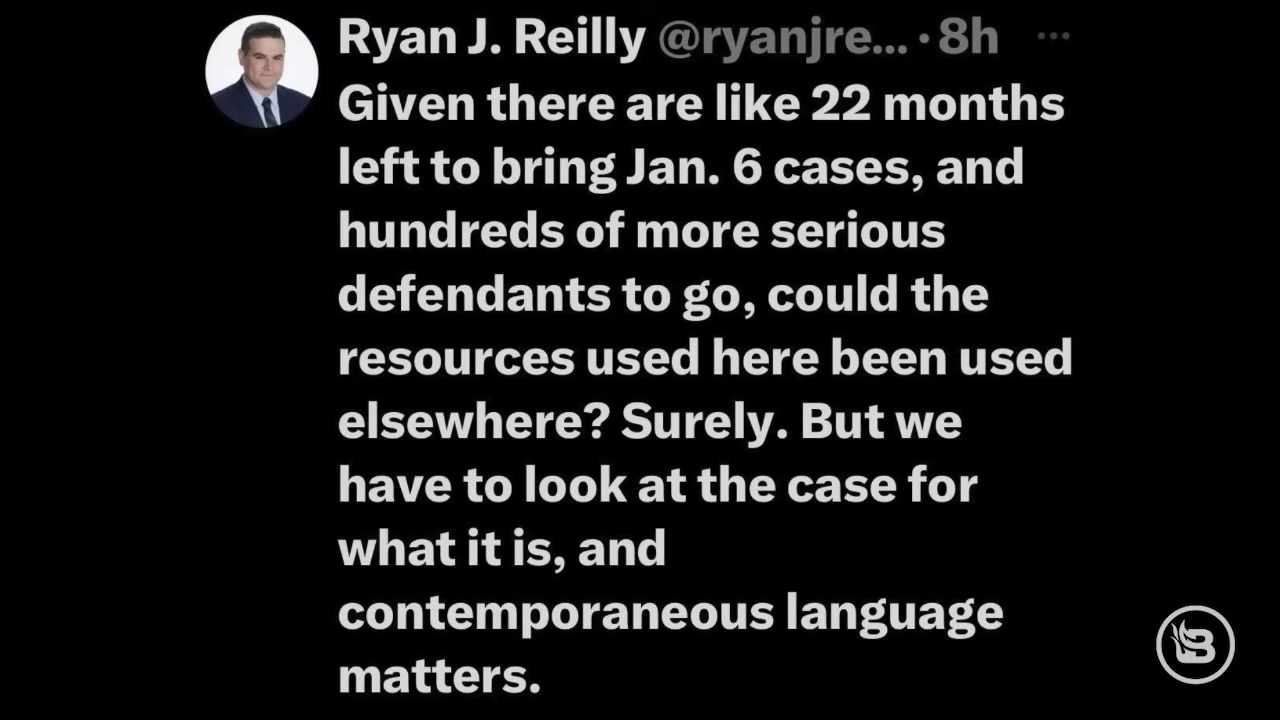 Ryan J. Reilly @ryanjre... · 8h ...
Given there are like 22 months
left to bring Jan. 6 cases, and
hundreds of more serious
defendants to go, could the
resources used here been used
elsewhere? Surely. But we
have to look at the case for
what it is, and
contemporaneous language
matters.
B